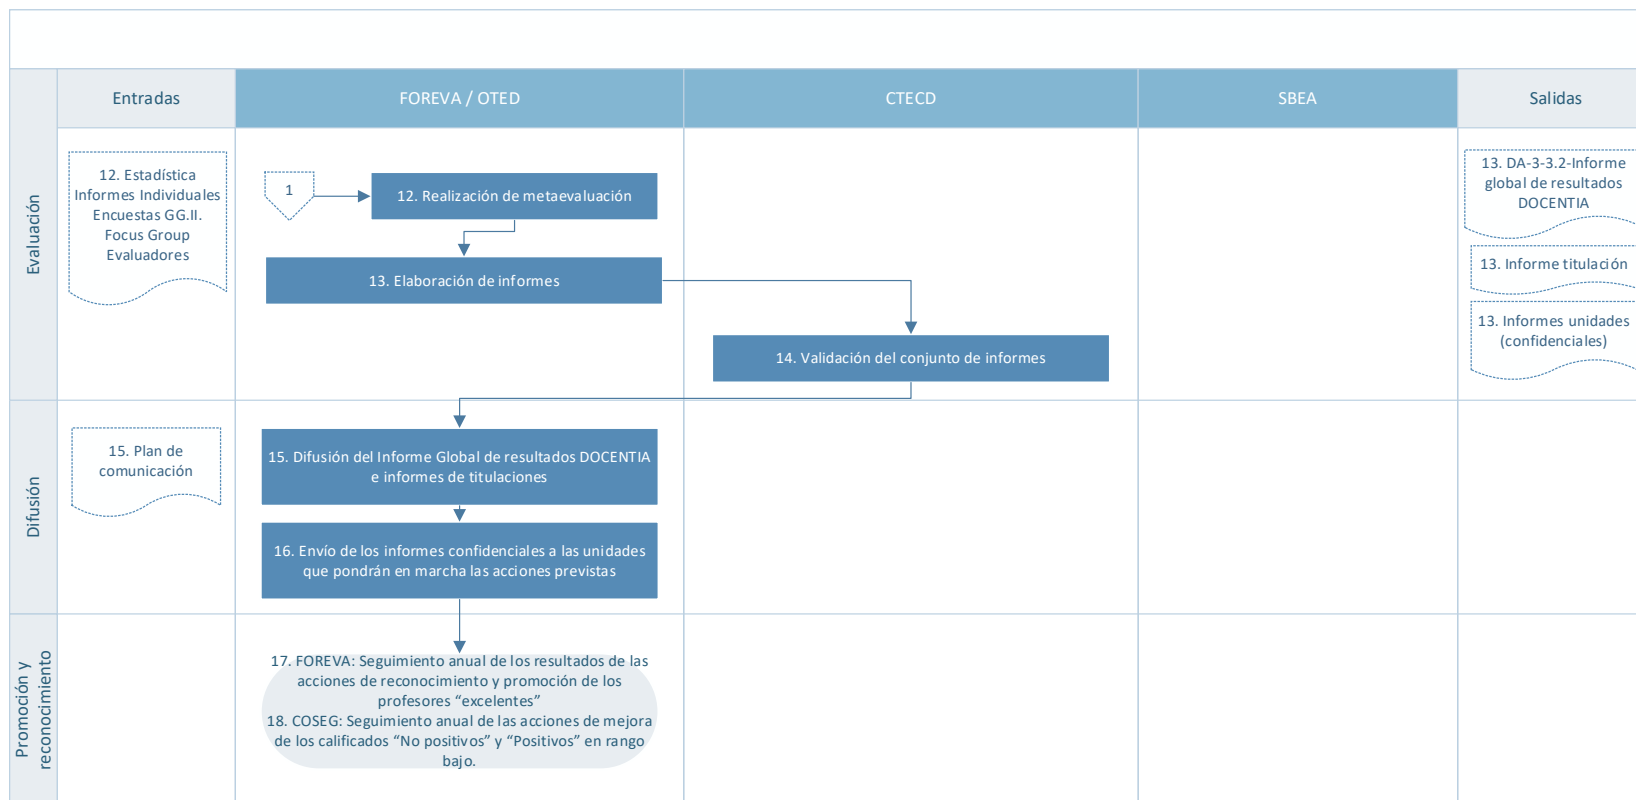 Entradas
FOREVA / OTED
CTECD
SBEA
Salidas
Evaluación
12. Estadística
Informes Individuales
Encuestas GG.II.
Focus Group
Evaluadores
1
12. Realización de metaevaluación
13. Elaboración de informes
14. Validación del conjunto de informes
13. DA-3-3.2-Informe
global de resultados
DOCENTIA
13. Informe titulación
13. Informes unidades
(confidenciales)
Difusión
15. Plan de
comunicación
15. Difusión del Informe Global de resultados DOCENTIA
e informes de titulaciones
16. Envío de los informes confidenciales a las unidades
que pondrán en marcha las acciones previstas
Promoción y
reconocimiento
17. FOREVA: Seguimiento anual de los resultados de las
acciones de reconocimiento y promoción de los
profesores “excelentes”
18. COSEG: Seguimiento anual de las acciones de mejora
de los calificados “No positivos” y “Positivos” en rango
bajo.